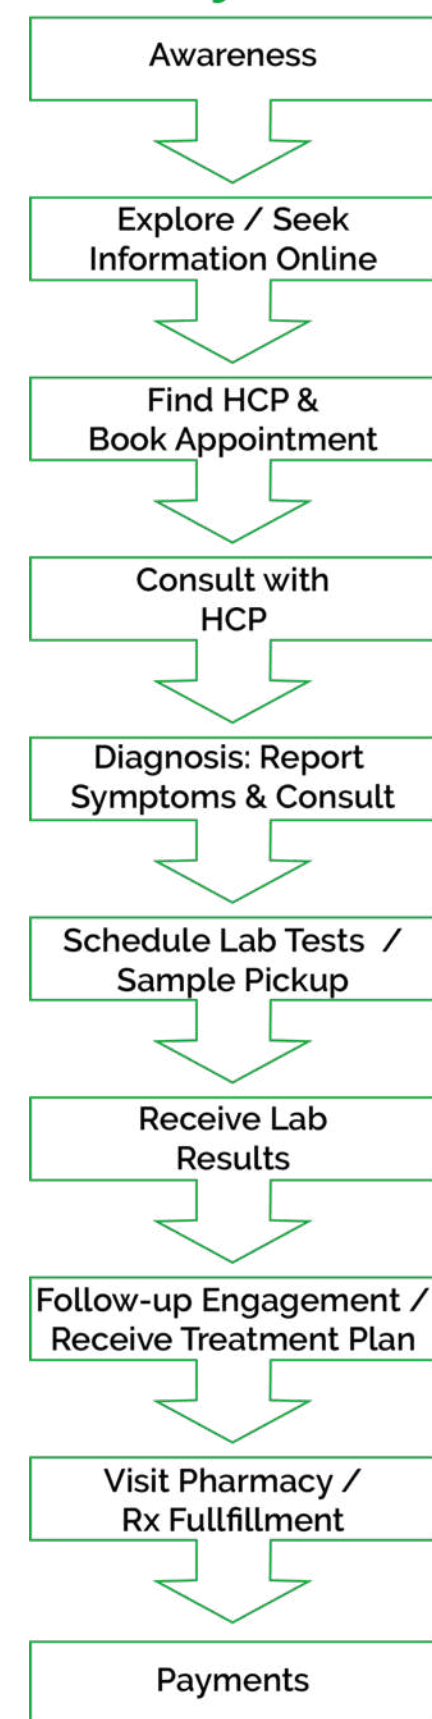 Awareness
Explore / Seek
Information Online
Find HCP &
Book Appointment
Consult with
HCP
Diagnosis: Report
Symptoms & Consult
Schedule Lab Tests /
Sample Pickup
Receive Lab
Results
Follow-up Engagement /
Receive Treatment Plan
Visit Pharmacy /
Rx Fullfillment
Payments